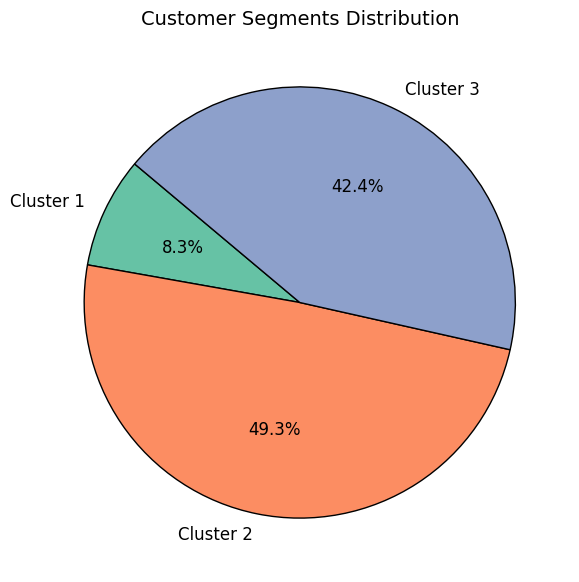 Customer Segments Distribution
Cluster 3
42.4%
Cluster 1
8.3%
49.3%
Cluster 2